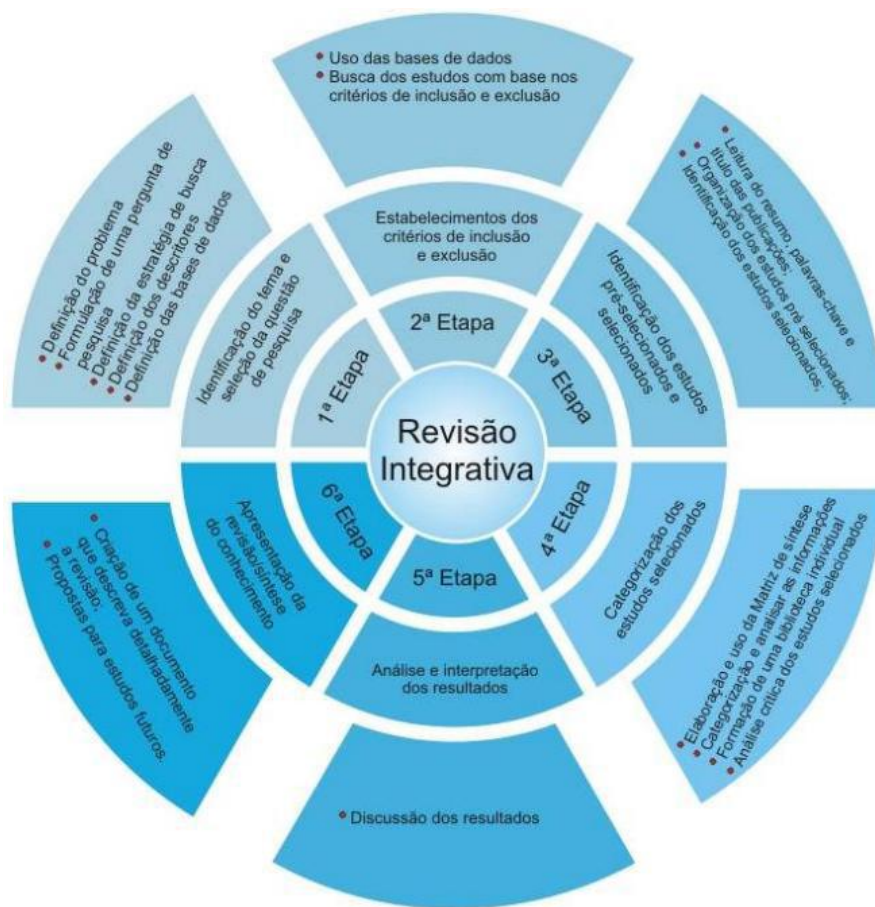 Revisão
Integrativa
1ª Etapa
Identificação do tema e
seleção da questão
de pesquisa
• Definição do problema
• Formulação de uma pergunta de
pesquisa
• Definição da estratégia de busca
• Definição dos descritores
• Definição das bases de dados
2ª Etapa
Estabelecimentos dos
critérios de inclusão
e exclusão
• Uso das bases de dados
• Busca dos estudos com base nos
critérios de inclusão e exclusão
3ª Etapa
Identificação dos estudos
pré-selecionados e
selecionados
• Leitura do resumo, palavras-chave e
título das publicações;
• Organização dos estudos pré selecionados;
• Identificação dos estudos selecionados;
4ª Etapa
Categorização dos
estudos selecionados
• Elaboração e uso da Matriz de síntese
• Categorização e analisar as informações
• Formação de uma biblioteca individual
• Análise crítica dos estudos selecionados
5ª Etapa
Análise e interpretação
dos resultados
• Discussão dos resultados
6ª Etapa
Apresentação da
revisão/síntese
do conhecimento
• Criação de um documento
que descreva detalhadamente
a revisão;
• Propostas para estudos futuros.